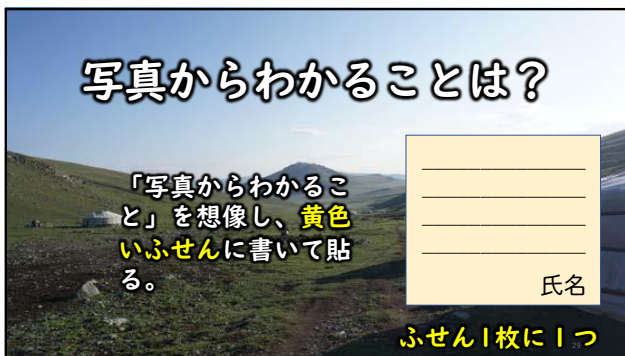 写真からわかることは？
「写真からわかるこ
と」を想像し、黄色
いふせんに書いて貼
る。
氏名
ふせん1枚に1つ